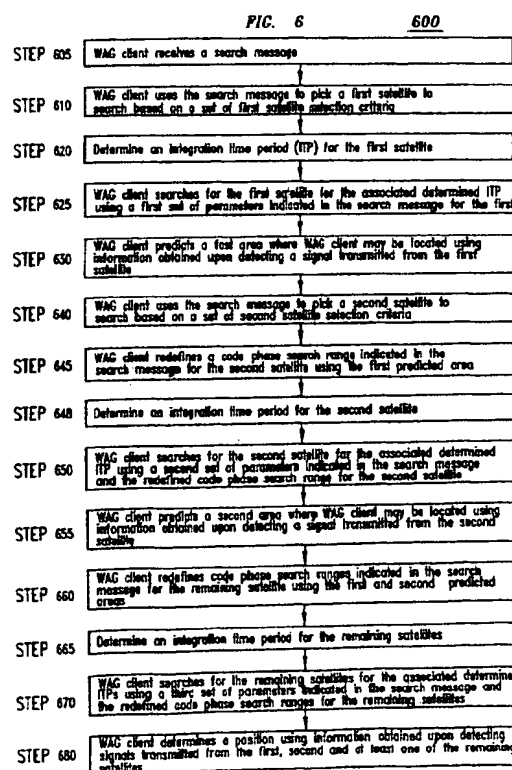 FIG. 6
600
STEP 605
WAG client receives a search message
STEP 610
WAG client uses the search message to pick a first satellite to
search based on a set of first satellite selection criteria
STEP 620
Determine an integration time period (ITP) for the first satellite
STEP 625
WAG client searches for the first satellite for the associated determined ITP
using a first set of parameters indicated in the search message for the first
STEP 630
WAG client predicts a fast area where WAG client may be located using
information obtained upon detecting a signal transmitted from the first
satellite
STEP 640
WAG client uses the search message to pick a second satellite to
search based on a set of second satellite selection criteria
STEP 645
WAG client redefines a code phase search range indicated in the
search message for the second satellite using the first predicted area
STEP 648
Determine an integration time period for the second satellite
STEP 650
WAG client searches for the second satellite for the associated determined
ITP using a second set of parameters indicated in the search message
and the redefined code phase search range for the second satellite
STEP 655
WAG client predicts a second area where WAG client may be located using
information obtained upon detecting a signal transmitted from the second
satellite
STEP 660
WAG client redefines code phase search ranges indicated in the search
message for the remaining satellite using the first and second predicted
areas
STEP 665
Determine an integration time period for the remaining satellites
STEP 670
WAG client searches for the remaining satellites for the associated determine
ITPs using a third set of parameters indicated in the search message and
the redefined code phase search ranges for the remaining satellites
STEP 680
WAG client determines a position using information obtained upon detecting
signals transmitted from the first, second and at least one of the remaining
satellites